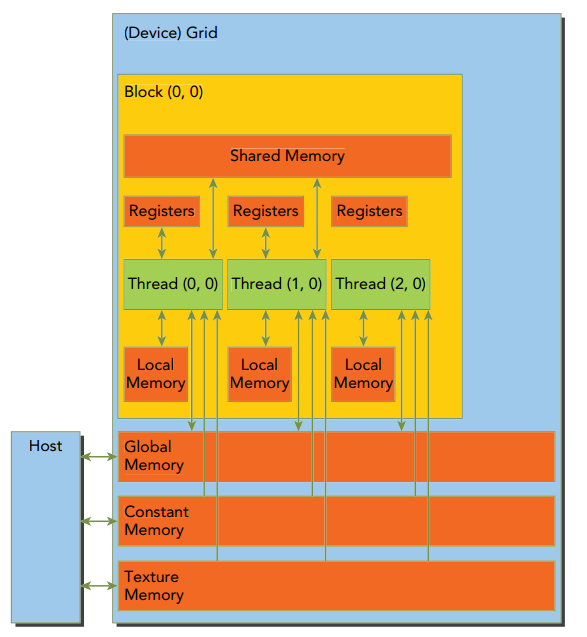 (Device) Grid
Block (0, 0)
Shared Memory
Registers
Registers
Registers
Thread (0, 0)
Thread (1, 0)
Thread (2, 0)
Local
Memory
Local
Memory
Local
Memory
Host
Global
Memory
Constant
Memory
Texture
Memory